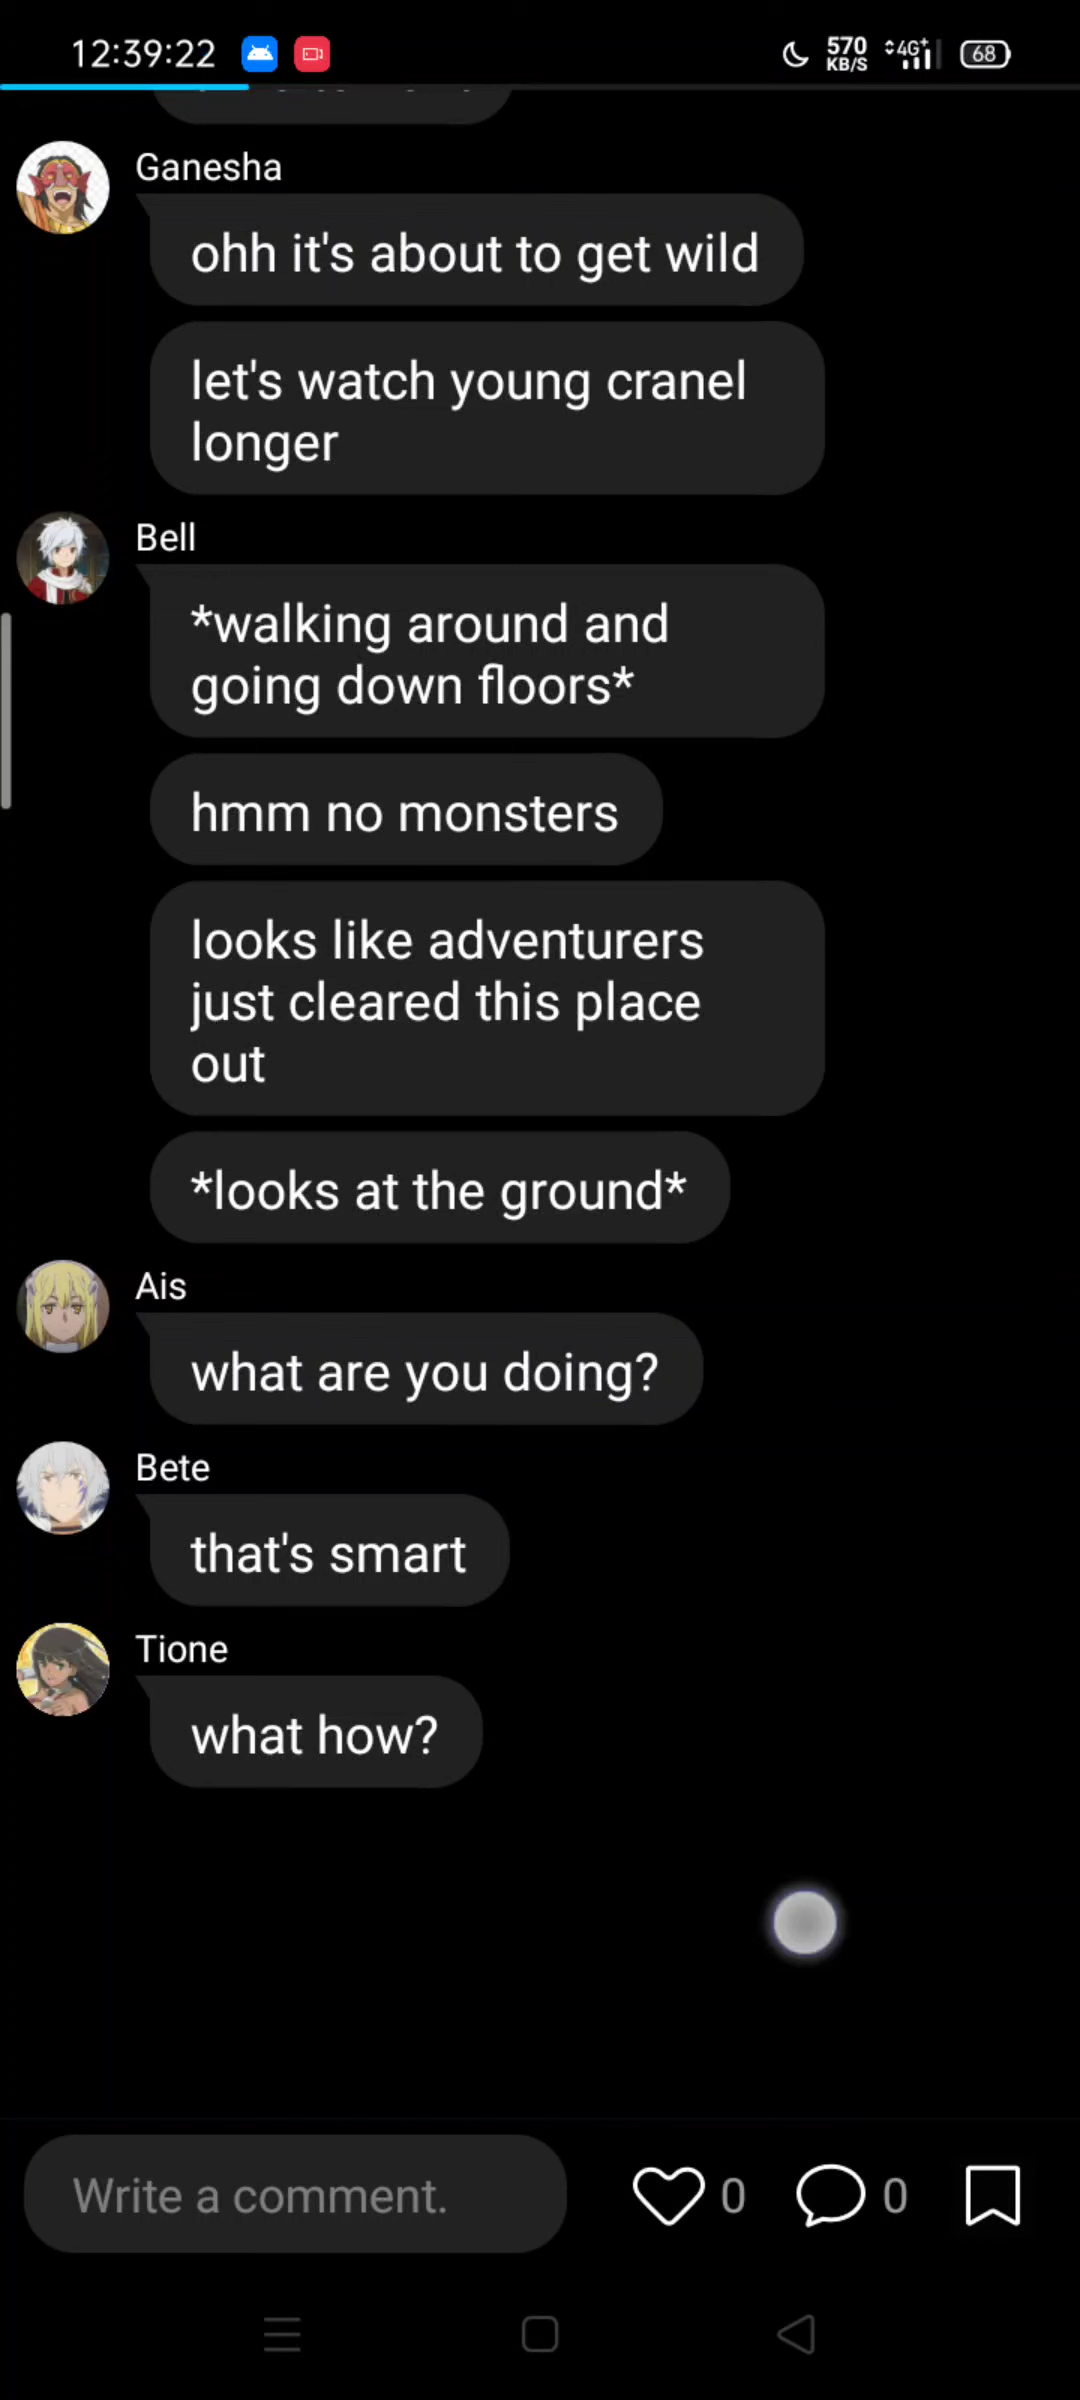 12:39:22
570
KB/S
4G+
68
Ganesha
ohh it's about to get wild
let's watch young cranel
longer
Bell
*walking around and
going down floors*
hmm no monsters
looks like adventurers
just cleared this place
out
*looks at the ground*
Ais
what are you doing?
Bete
that's smart
Tione
what how?
Write a comment.
0
0